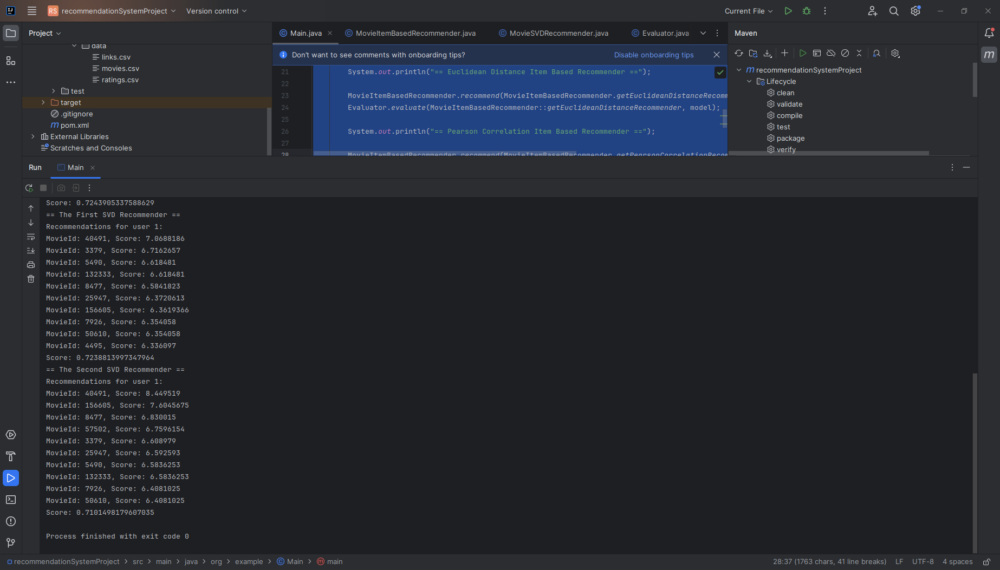 RS recommendationSystemProject
Version control
Current File
Project
data
links.csv
movies.csv
ratings.csv
test
target
.gitignore
m pom.xml
External Libraries
Scratches and Consoles
Main.java
MovieItemBasedRecommender.java
MovieSVDRecommender.java
Evaluator.java
Don't want to see comments with onboarding tips?
Disable onboarding tips
21 System.out.println("== Euclidean Distance Item Based Recommender ==");
22
23 MovieItemBasedRecommender.recommend(MovieItemBasedRecommender.getEuclideanDistanceRecomm
24 Evaluator.evaluate(MovieItemBasedRecommender::getEuclideanDistanceRecommender, model);
25
26 System.out.println("== Pearson Correlation Item Based Recommender ==");
27
28 MovieItemBasedRecommender.recommend(MovieItemBasedRecommender.getPearsonCorrelationRecom
Maven
m recommendationSystemProject
Lifecycle
clean
validate
compile
test
package
verify
m
Run
Main
Score: 0.7243905337588629
== The First SVD Recommender ==
Recommendations for user 1:
MovieId: 40491, Score: 7.0688186
MovieId: 3379, Score: 6.7162657
MovieId: 5490, Score: 6.618481
MovieId: 132333, Score: 6.618481
MovieId: 8477, Score: 6.5841823
MovieId: 25947, Score: 6.3720613
MovieId: 156605, Score: 6.3619366
MovieId: 7926, Score: 6.354058
MovieId: 50610, Score: 6.354058
MovieId: 4495, Score: 6.336097
Score: 0.7238813997347964
== The Second SVD Recommender ==
Recommendations for user 1:
MovieId: 40491, Score: 8.449519
MovieId: 156605, Score: 7.6045675
MovieId: 8477, Score: 6.830015
MovieId: 57502, Score: 6.7596154
MovieId: 3379, Score: 6.608979
MovieId: 25947, Score: 6.592593
MovieId: 5490, Score: 6.5836253
MovieId: 132333, Score: 6.5836253
MovieId: 7926, Score: 6.4081025
MovieId: 50610, Score: 6.4081025
Score: 0.7101498179607035
Process finished with exit code 0
recommendationSystemProject > src > main > java > org > example > Main > main
28:37 (1763 chars, 41 line breaks)
LF
UTF-8
4 spaces